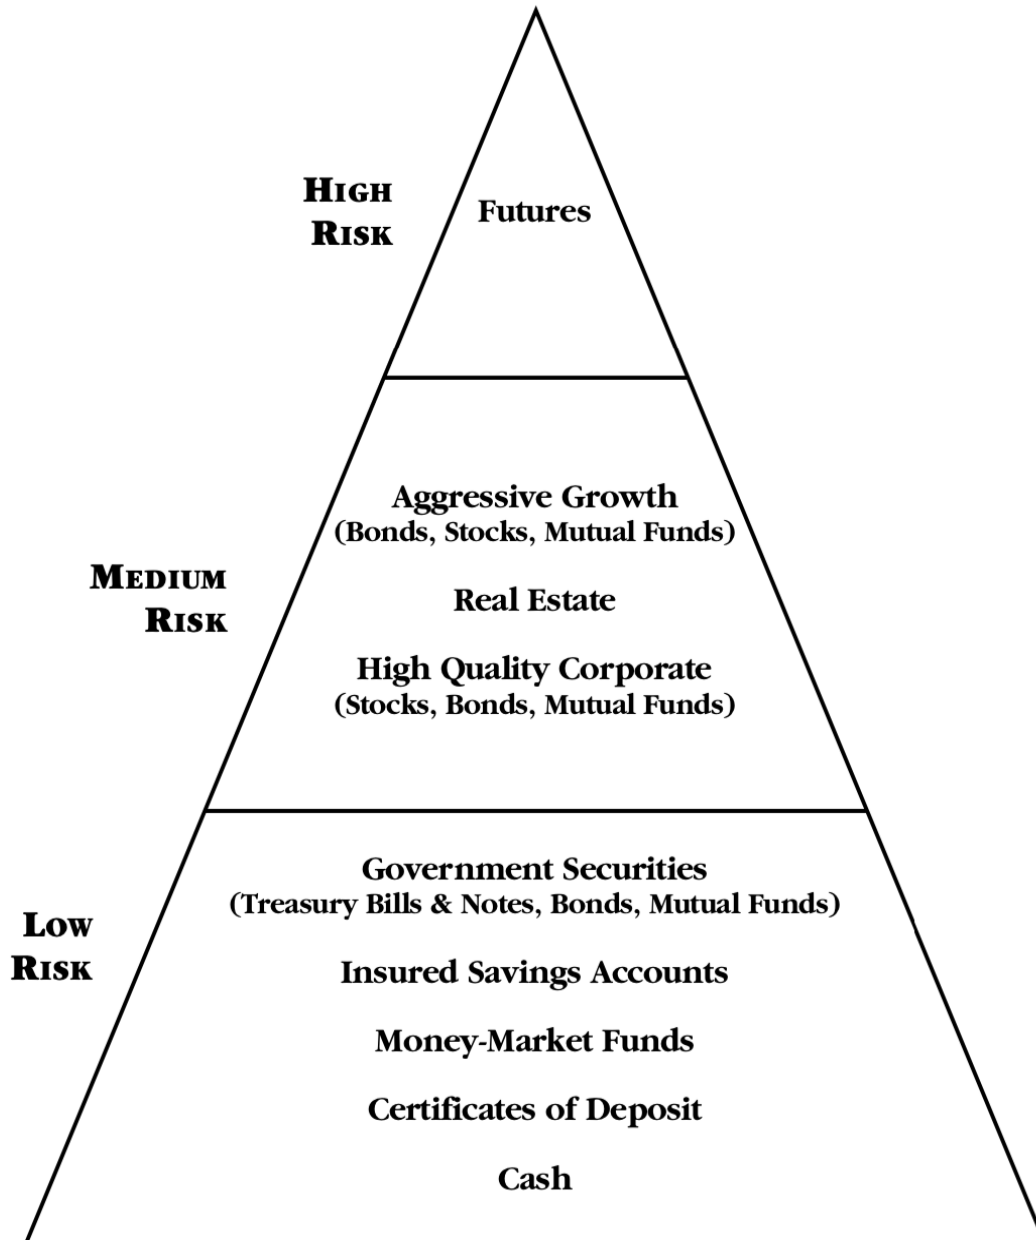 HIGH
RISK
Futures
Aggressive Growth
(Bonds, Stocks, Mutual Funds)
MEDIUM
RISK
Real Estate
High Quality Corporate
(Stocks, Bonds, Mutual Funds)
Government Securities
(Treasury Bills & Notes, Bonds, Mutual Funds)
LOW
RISK
Insured Savings Accounts
Money-Market Funds
Certificates of Deposit
Cash